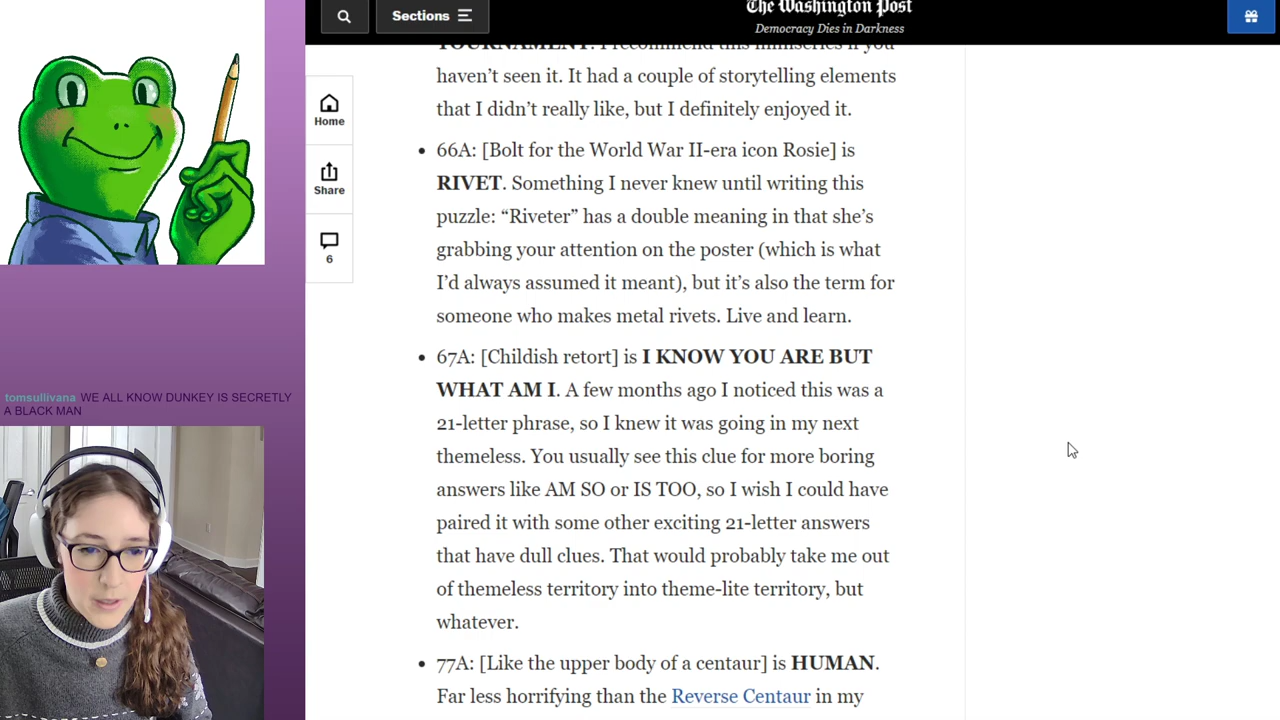 Sections
The Washington Post
Democracy Dies in Darkness
TOURNAMENT. I recommend this miniseries if you
haven't seen it. It had a couple of storytelling elements
that I didn't really like, but I definitely enjoyed it.
Home
Share
6
• 66A: [Bolt for the World War II-era icon Rosie] is
RIVET. Something I never knew until writing this
puzzle: “Riveter” has a double meaning in that she's
grabbing your attention on the poster (which is what
I'd always assumed it meant), but it's also the term for
someone who makes metal rivets. Live and learn.
• 67A: [Childish retort] is I KNOW YOU ARE BUT
WHAT AM I. A few months ago I noticed this was a
21-letter phrase, so I knew it was going in my next
themeless. You usually see this clue for more boring
answers like AM SO or IS TOO, so I wish I could have
paired it with some other exciting 21-letter answers
that have dull clues. That would probably take me out
of themeless territory into theme-lite territory, but
whatever.
• 77A: [Like the upper body of a centaur] is HUMAN.
Far less horrifying than the Reverse Centaur in my
tomsullivana WE ALL KNOW DUNKEY IS SECRETLY
A BLACK MAN